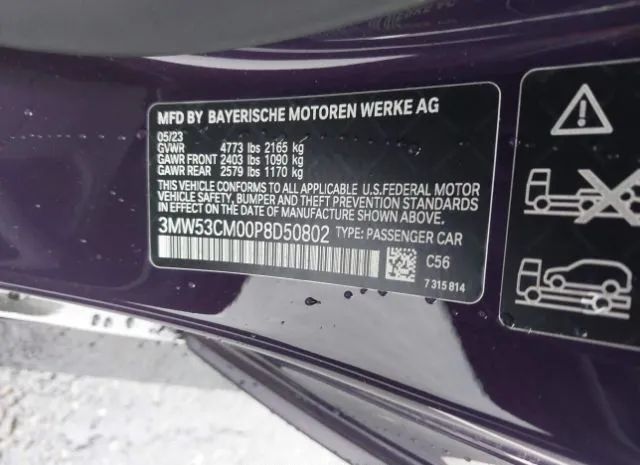 MFD BY BAYERISCHE MOTOREN WERKE AG
05/23
GVWR 4773 lbs 2165 kg
GAWR FRONT 2403 lbs 1090 kg
GAWR REAR 2579 lbs 1170 kg
THIS VEHICLE CONFORMS TO ALL APPLICABLE U.S.FEDERAL MOTOR
VEHICLE SAFETY, BUMPER AND THEFT PREVENTION STANDARDS
IN EFFECT ON THE DATE OF MANUFACTURE SHOWN ABOVE.
3MW53CM00P8D50802 TYPE: PASSENGER CAR
C56
7 315 814